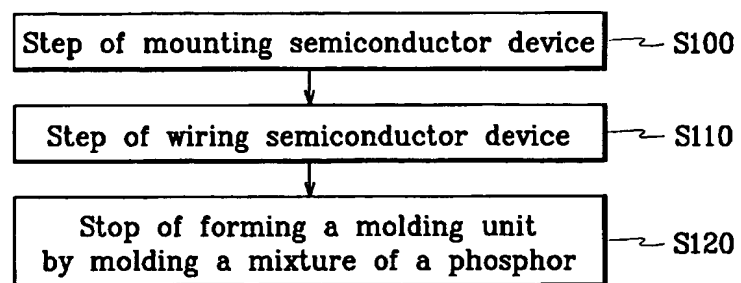 Step of mounting semiconductor device
S100
Step of wiring semiconductor device
S110
Stop of forming a molding unit
by molding a mixture of a phosphor
S120